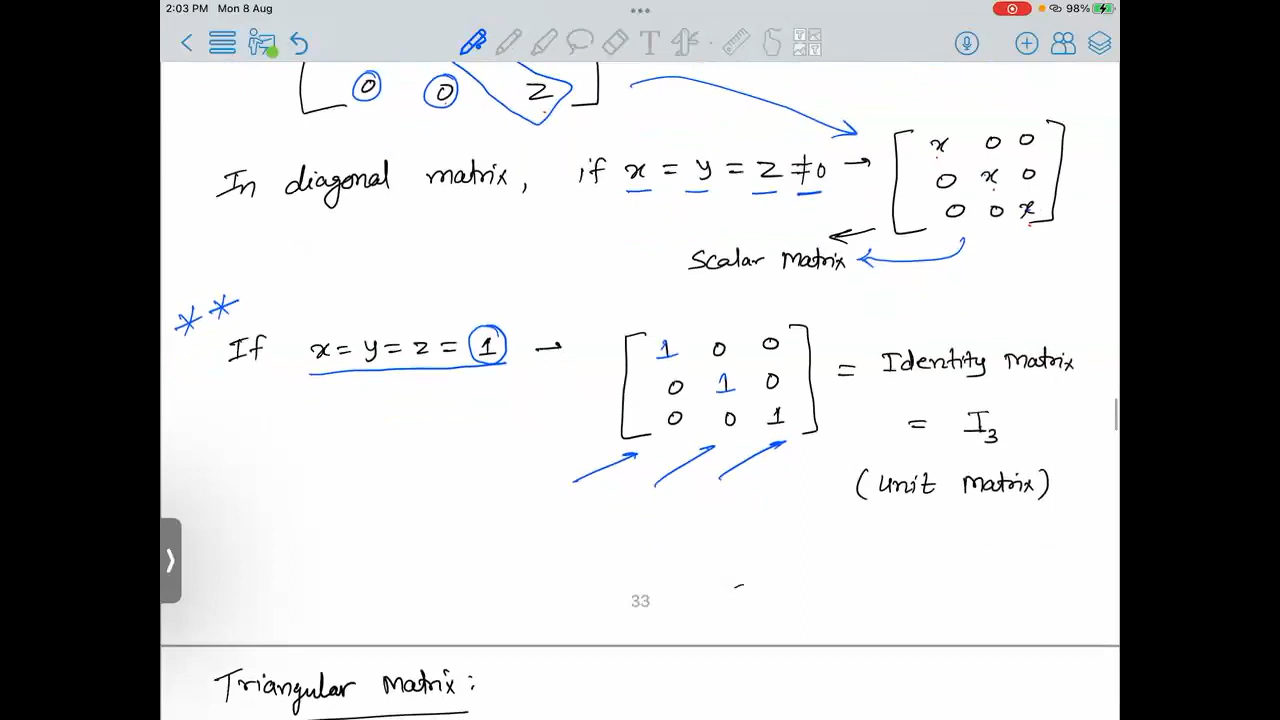 2:03 PM Mon 8 Aug
98%
T
0 0 z
In diagonal matrix, if x = y = z ≠ 0 →
x 0 0
0 x 0
0 0 x
Scalar Matrix
** If x = y = z = 1 →
1 0 0
0 1 0
0 0 1
= Identity Matrix
= I₃
(Unit Matrix)
33
Triangular Matrix: